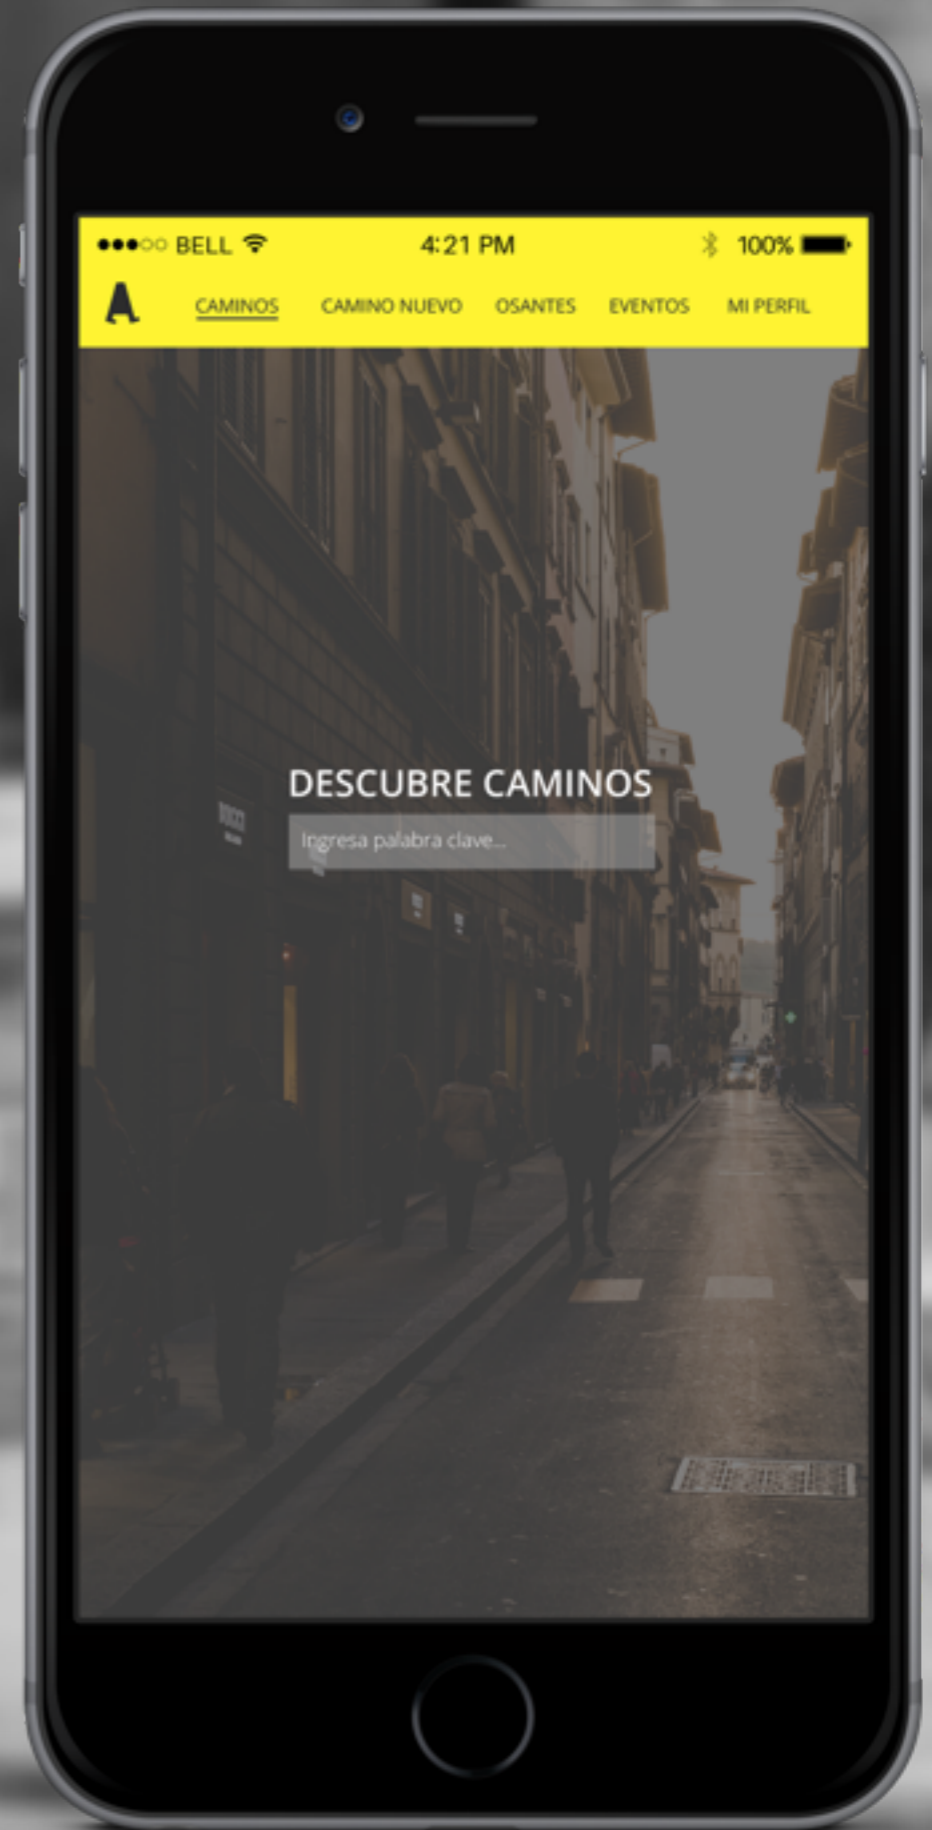 BELL 4:21 PM 100%
A CAMINOS CAMINO NUEVO OSANTES EVENTOS MI PERFIL
DESCUBRE CAMINOS
Ingresa palabra clave...